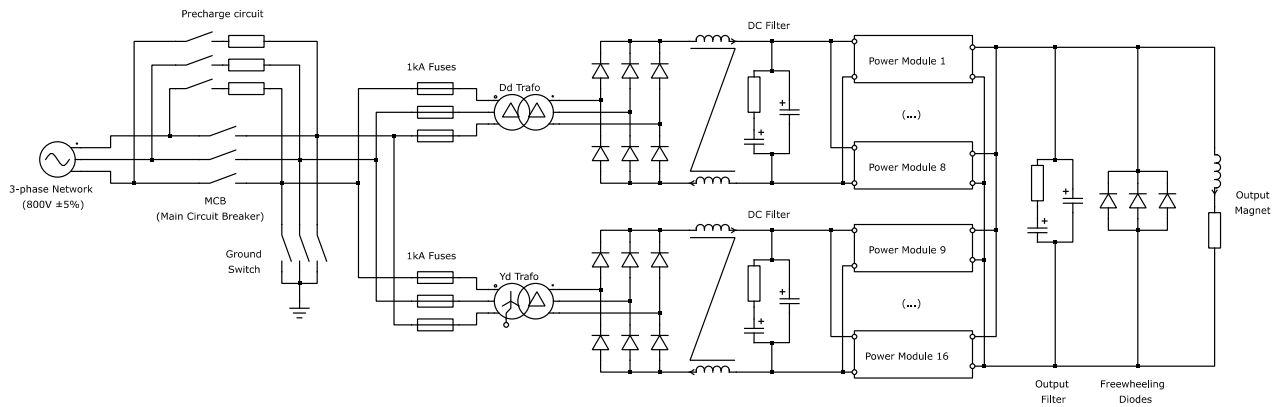 Precharge circuit
3-phase Network
(800V ±5%)
MCB
(Main Circuit Breaker)
Ground
Switch
1kA Fuses
Dd Trafo
1kA Fuses
Yd Trafo
DC Filter
Power Module 1
(...)
Power Module 8
DC Filter
Power Module 9
(...)
Power Module 16
Output
Filter
Freewheeling
Diodes
Output
Magnet